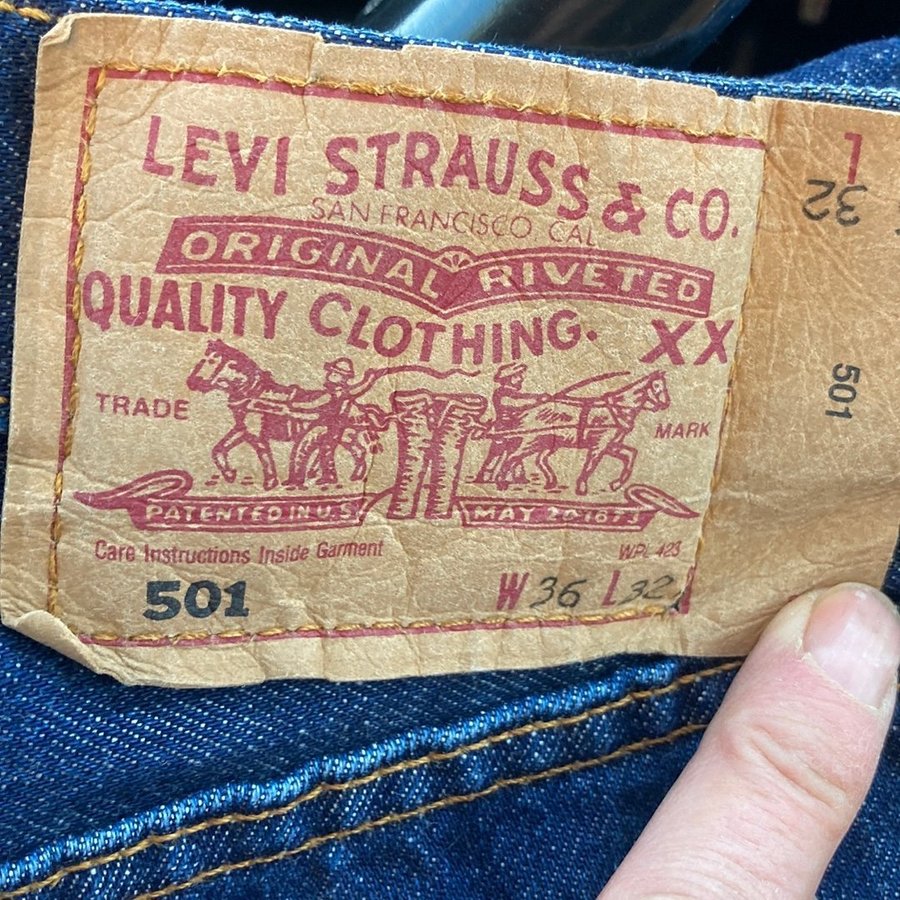 LEVI STRAUSS & CO.
SAN FRANCISCO CAL
ORIGINAL RIVETED
QUALITY CLOTHING. XX
TRADE MARK
PATENTED IN U.S. MAY 20 1873
Care Instructions Inside Garment WPL 423
501 W 36 L 32
L
32
501